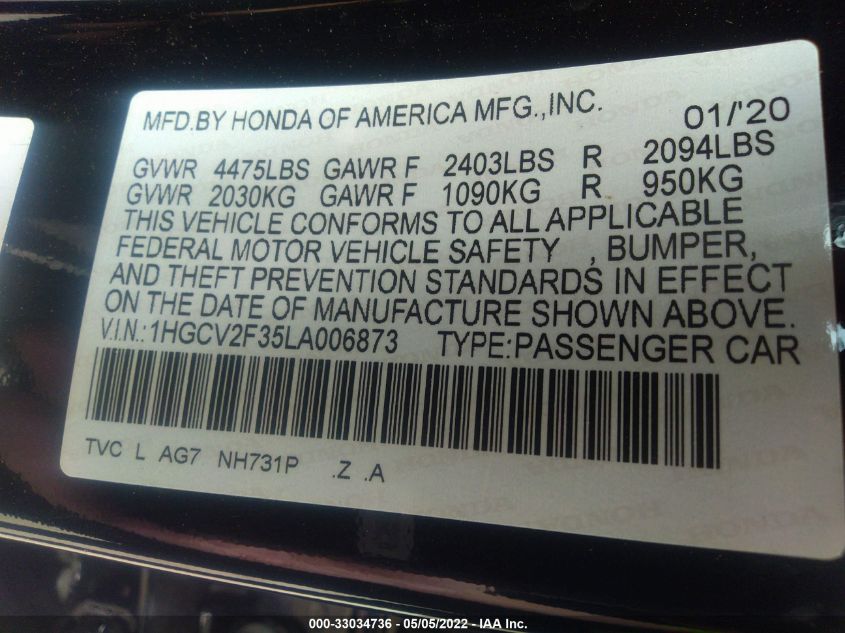 MFD.BY HONDA OF AMERICA MFG.,INC. 01/'20
GVWR 4475LBS GAWR F 2403LBS R 2094LBS
GVWR 2030KG GAWR F 1090KG R 950KG
THIS VEHICLE CONFORMS TO ALL APPLICABLE
FEDERAL MOTOR VEHICLE SAFETY , BUMPER,
AND THEFT PREVENTION STANDARDS IN EFFECT
ON THE DATE OF MANUFACTURE SHOWN ABOVE.
V.I.N.:1HGCV2F35LA006873 TYPE:PASSENGER CAR
TVC L AG7 NH731P .Z .A
000-33034736 - 05/05/2022 - IAA Inc.